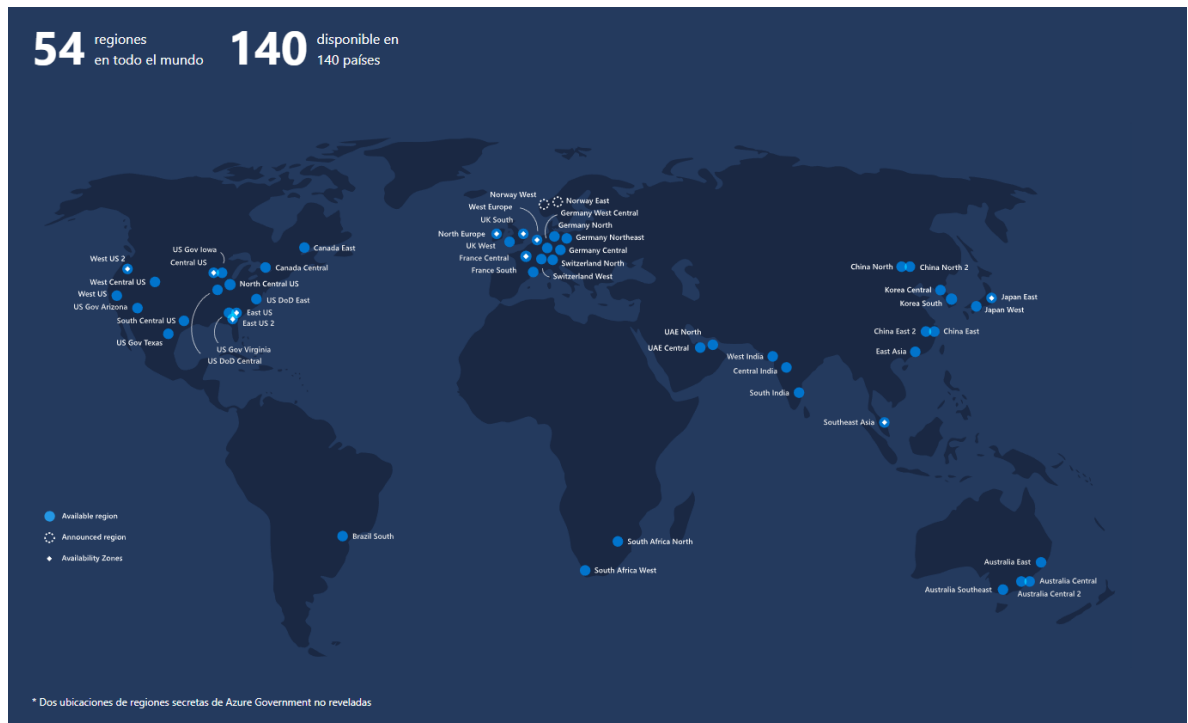 54 regiones
en todo el mundo
140 disponible en
140 países
Norway West
Norway East
West Europe
Germany West Central
UK South
Germany North
North Europe
Germany Northeast
UK West
Germany Central
France Central
Switzerland North
France South
Switzerland West
Canada East
US Gov Iowa
West US 2
Central US
Canada Central
West Central US
North Central US
West US
US DoD East
US Gov Arizona
East US
South Central US
East US 2
US Gov Texas
US Gov Virginia
US DoD Central
China North
China North 2
Korea Central
Korea South
Japan East
Japan West
China East 2
China East
East Asia
UAE North
UAE Central
West India
Central India
South India
Southeast Asia
Available region
Announced region
Availability Zones
Brazil South
South Africa North
South Africa West
Australia East
Australia Central
Australia Southeast
Australia Central 2
* Dos ubicaciones de regiones secretas de Azure Government no reveladas